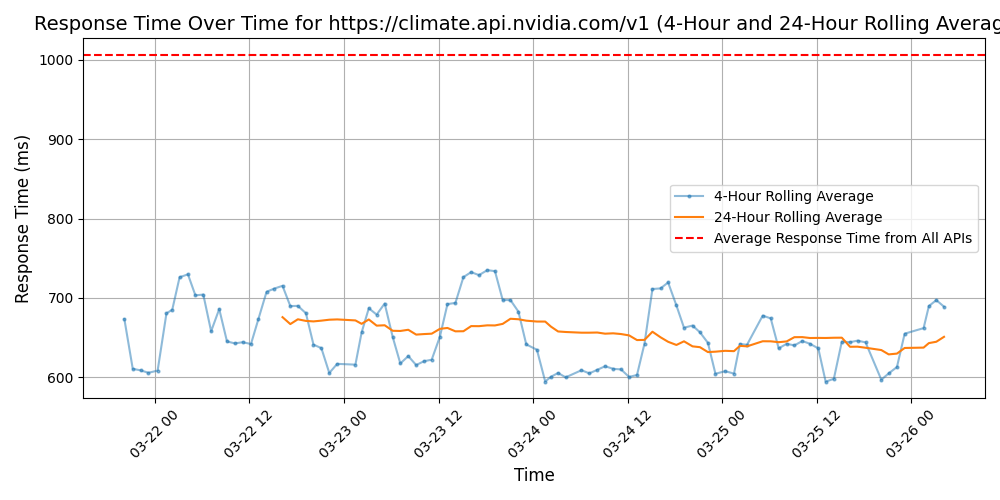 Response Time Over Time for https://climate.api.nvidia.com/v1 (4-Hour and 24-Hour Rolling Averag
Response Time (ms)
1000
900
800
700
600
4-Hour Rolling Average
24-Hour Rolling Average
Average Response Time from All APIs
03-22 00
03-22 12
03-23 00
03-23 12
03-24 00
03-24 12
03-25 00
03-25 12
03-26 00
Time